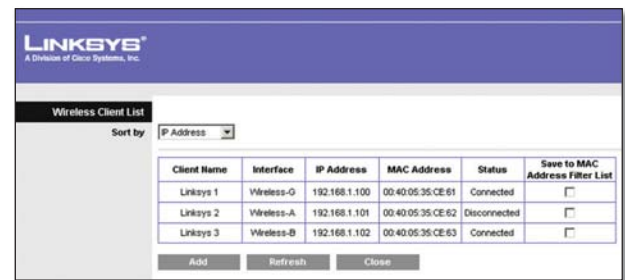 LINKSYS®
A Division of Cisco Systems, Inc.
Wireless Client List
Sort by IP Address
Client Name Interface IP Address MAC Address Status Save to MAC Address Filter List
Linksys 1 Wireless-G 192.168.1.100 00:40:05:35:CE:61 Connected
Linksys 2 Wireless-A 192.168.1.101 00:40:05:35:CE:62 Disconnected
Linksys 3 Wireless-B 192.168.1.102 00:40:05:35:CE:63 Connected
Add Refresh Close